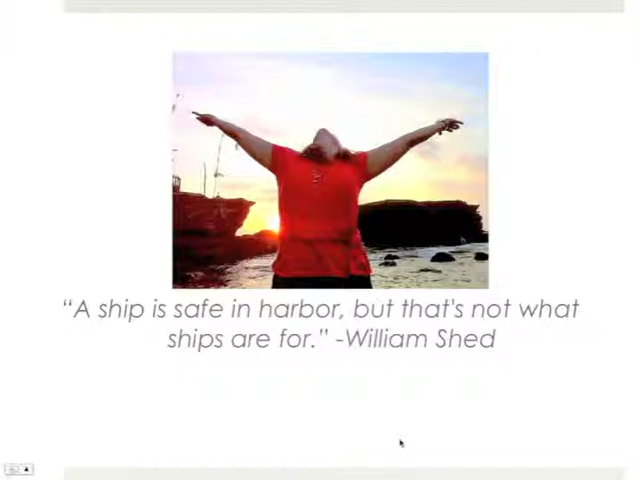 “A ship is safe in harbor, but that's not what
ships are for.” -William Shed